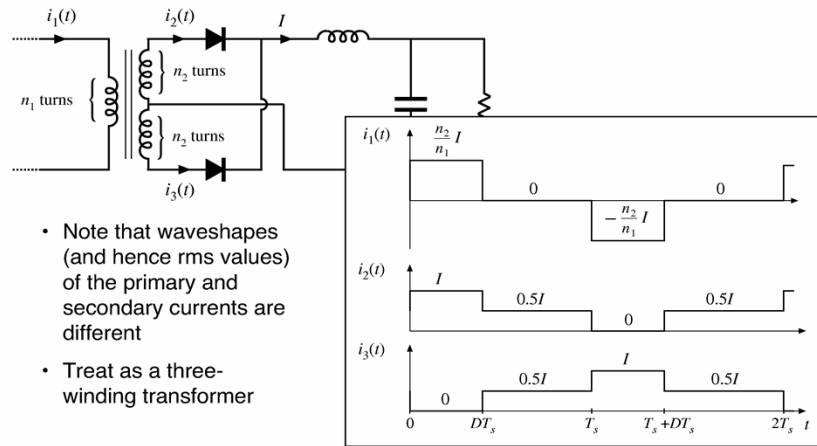 i₁(t)
i₂(t)
I
n₁ turns
n₂ turns
n₂ turns
i₃(t)
• Note that waveshapes
(and hence rms values)
of the primary and
secondary currents are
different
• Treat as a three-
winding transformer
i₁(t)
n₂/n₁ I
0
0
− n₂/n₁ I
i₂(t)
I
0.5I
0
0.5I
i₃(t)
0
0.5I
I
0.5I
0 DTₛ Tₛ Tₛ+DTₛ 2Tₛ t